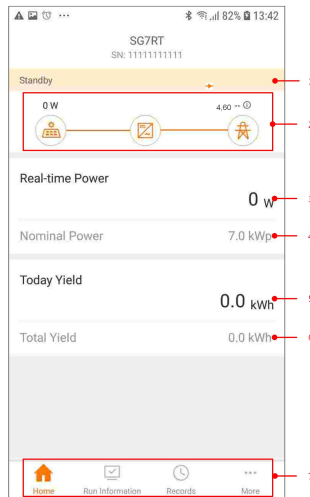 82% 13:42
SG7RT
SN: 11111111111
Standby
0 W
4,60 -- ⓘ
Real-time Power
0 W
Nominal Power 7.0 kWp
Today Yield
0.0 kWh
Total Yield 0.0 kWh
Home Run Information Records More